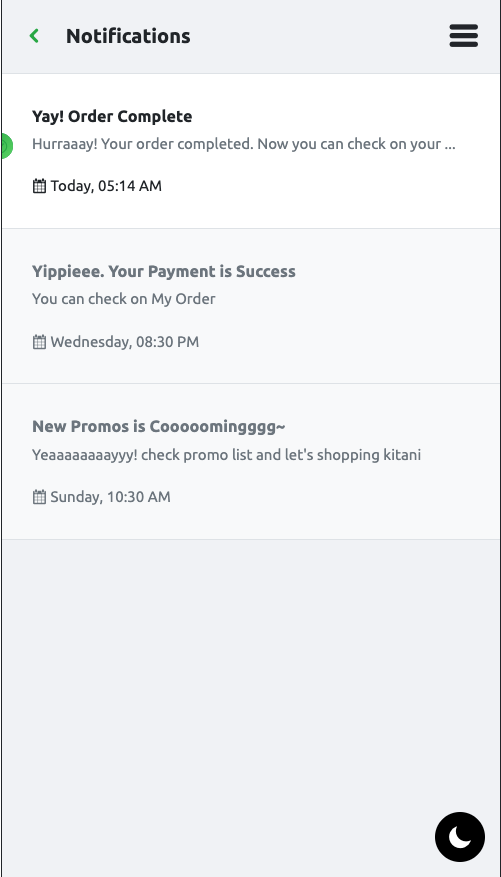 Notifications
Yay! Order Complete
Hurraaay! Your order completed. Now you can check on your ...
Today, 05:14 AM
Yippieee. Your Payment is Success
You can check on My Order
Wednesday, 08:30 PM
New Promos is Cooooomingggg~
Yeaaaaaaaayyy! check promo list and let's shopping kitani
Sunday, 10:30 AM